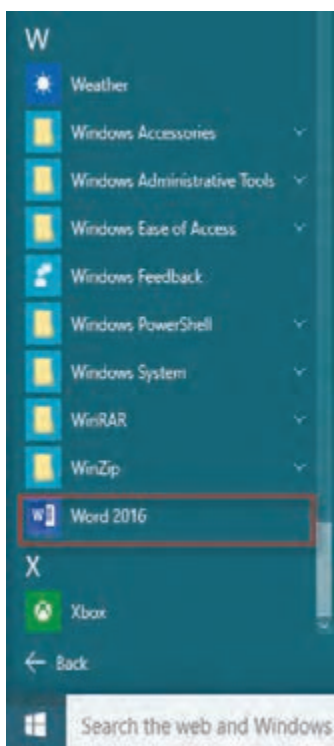 W
Weather
Windows Accessories
Windows Administrative Tools
Windows Ease of Access
Windows Feedback
Windows PowerShell
Windows System
WinRAR
WinZip
Word 2016
X
Xbox
Back
Search the web and Windows